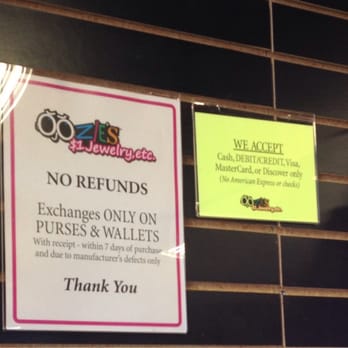 OOZIE'S
$1 Jewelry, etc.
NO REFUNDS
Exchanges ONLY ON
PURSES & WALLETS
With receipt - within 7 days of purchase
and due to manufacturer's defects only
Thank You
WE ACCEPT
Cash, DEBIT/CREDIT, Visa,
MasterCard, or Discover only
(No American Express or checks)
OOZIE'S